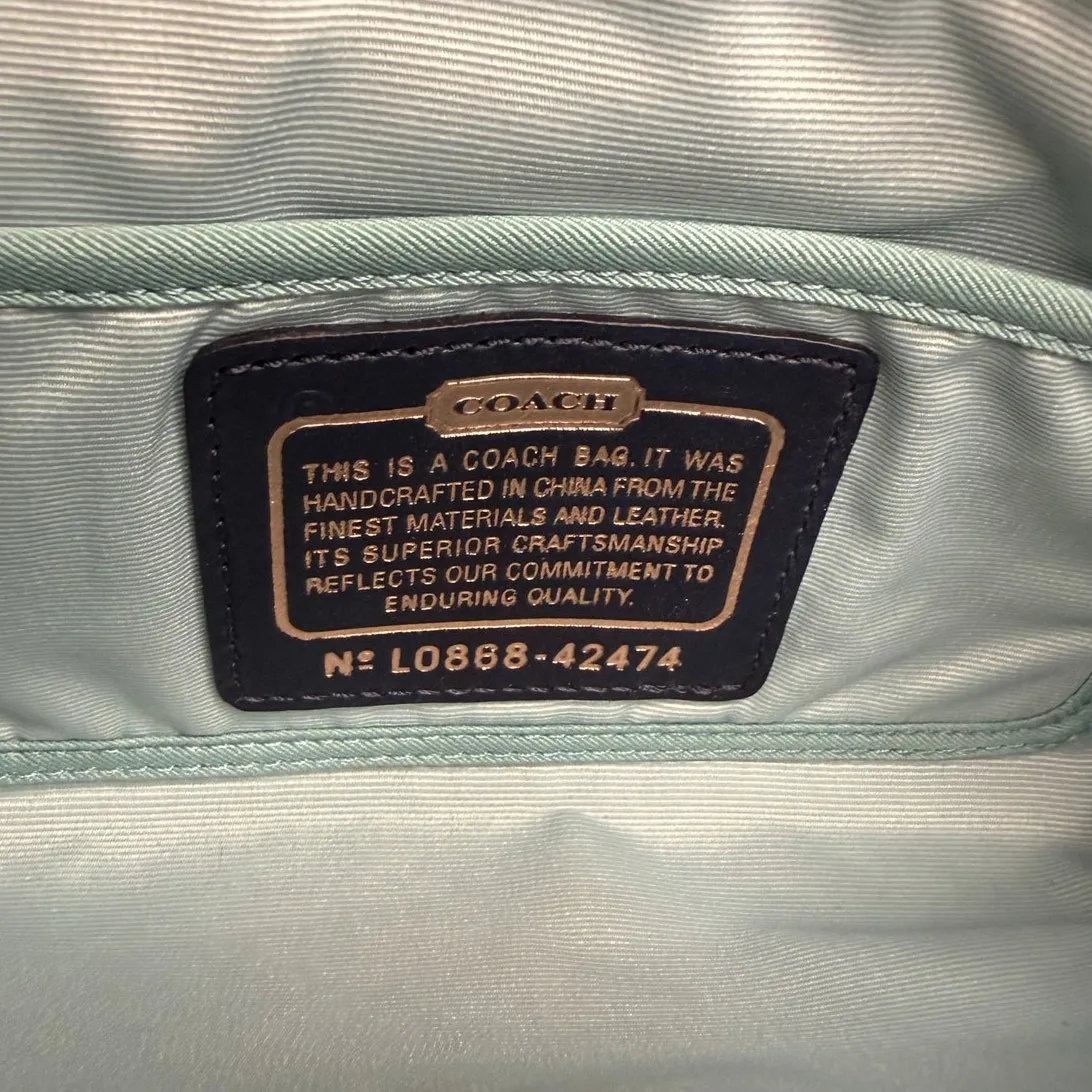 COACH
THIS IS A COACH BAG. IT WAS
HANDCRAFTED IN CHINA FROM THE
FINEST MATERIALS AND LEATHER.
ITS SUPERIOR CRAFTSMANSHIP
REFLECTS OUR COMMITMENT TO
ENDURING QUALITY.
Nº L0868-42474